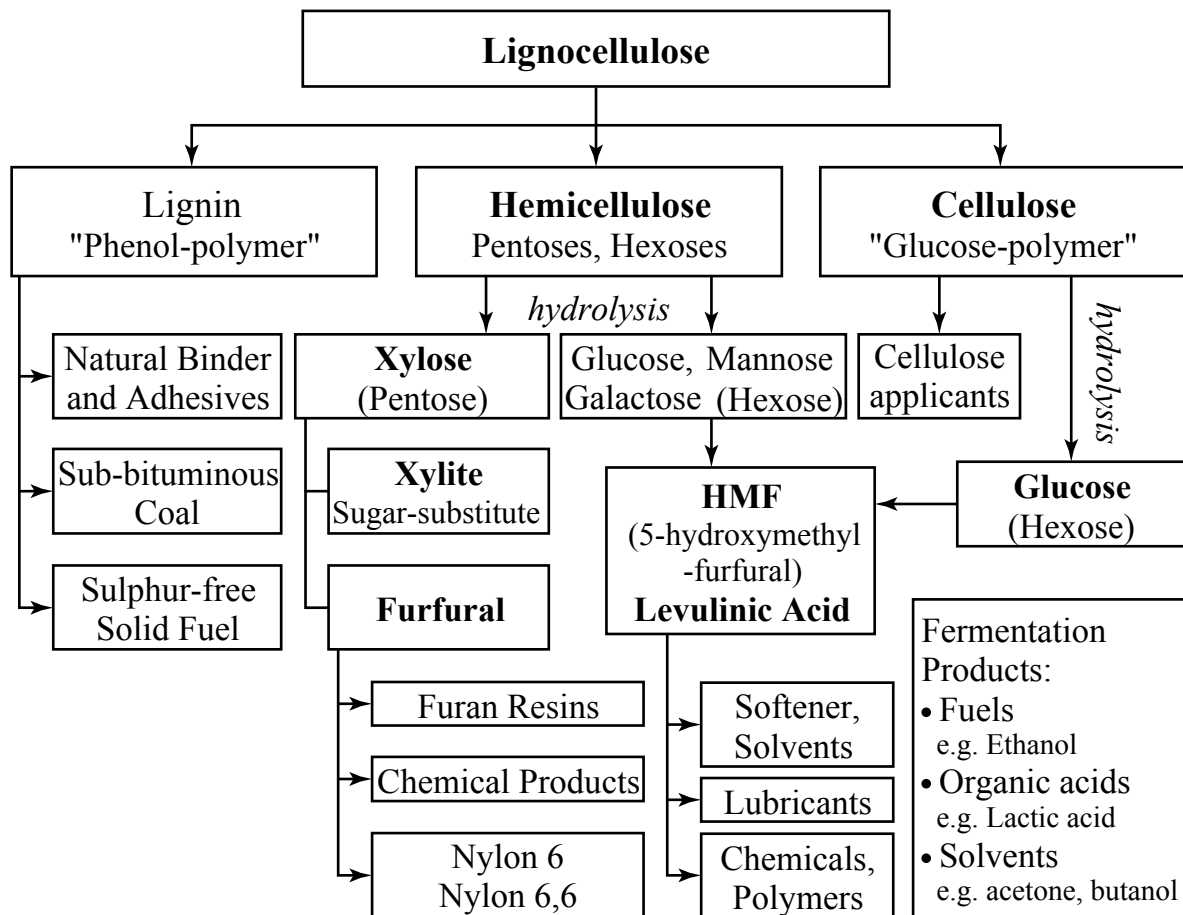 Lignocellulose
Lignin
"Phenol-polymer"
Hemicellulose
Pentoses, Hexoses
Cellulose
"Glucose-polymer"
hydrolysis
hydrolysis
Natural Binder
and Adhesives
Xylose
(Pentose)
Glucose, Mannose
Galactose (Hexose)
Cellulose
applicants
Sub-bituminous
Coal
Xylite
Sugar-substitute
HMF
(5-hydroxymethyl
-furfural)
Levulinic Acid
Glucose
(Hexose)
Sulphur-free
Solid Fuel
Furfural
Furan Resins
Chemical Products
Nylon 6
Nylon 6,6
Softener,
Solvents
Lubricants
Chemicals,
Polymers
Fermentation
Products:
• Fuels
e.g. Ethanol
• Organic acids
e.g. Lactic acid
• Solvents
e.g. acetone, butanol